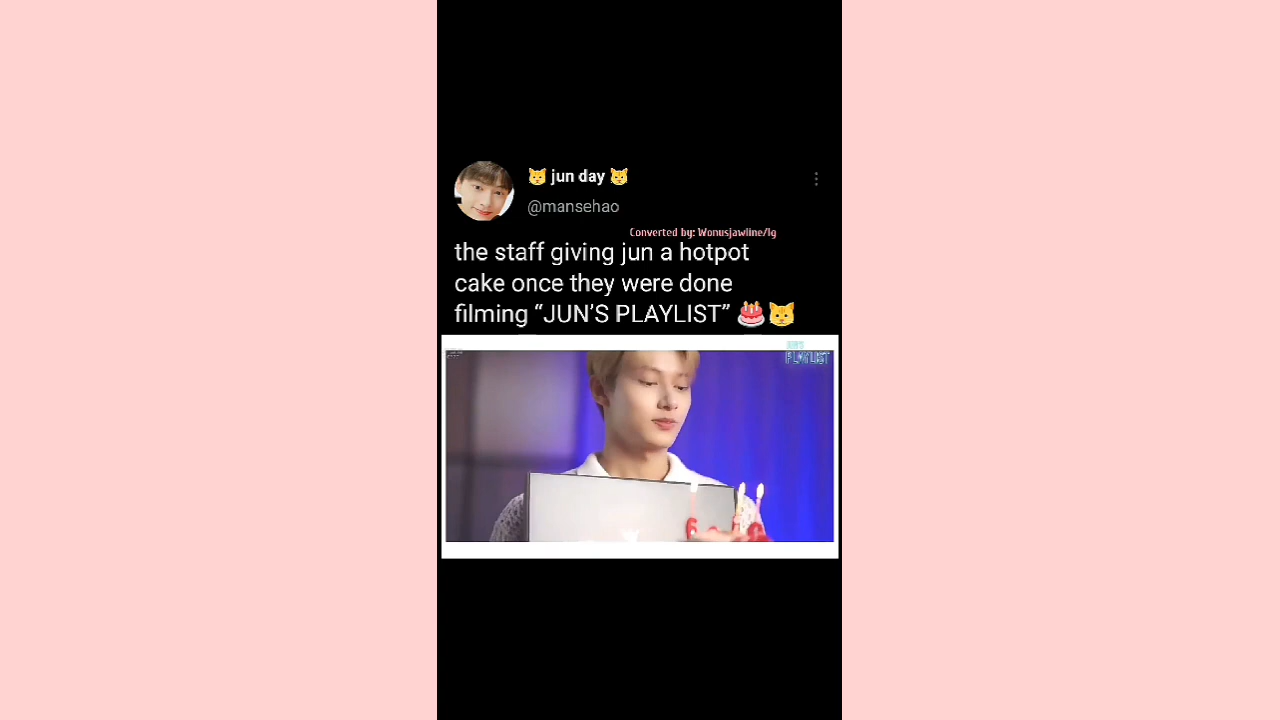 🐱 jun day 🐱
@mansehao
Converted by: Wonusjawline/Ig
the staff giving jun a hotpot
cake once they were done
filming “JUN’S PLAYLIST” 🎂🐱
JUN'S
PLAYLIST